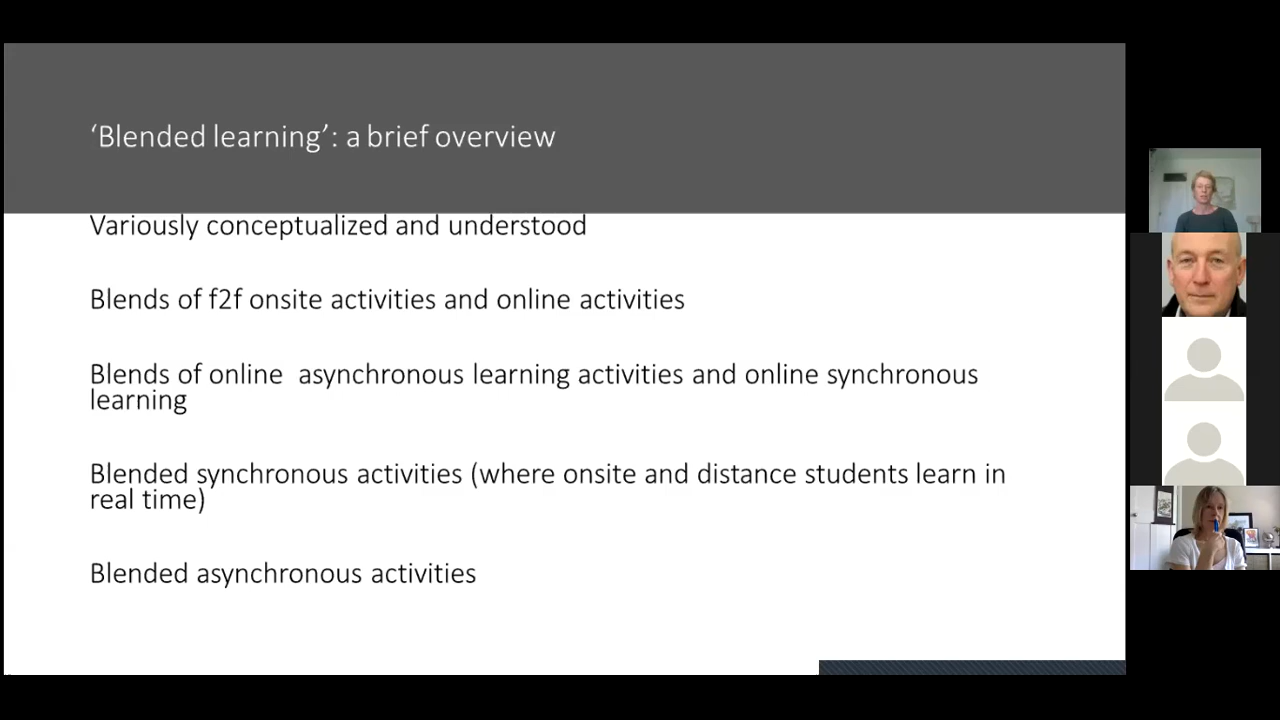 ‘Blended learning’: a brief overview
Variously conceptualized and understood
Blends of f2f onsite activities and online activities
Blends of online  asynchronous learning activities and online synchronous
learning
Blended synchronous activities (where onsite and distance students learn in
real time)
Blended asynchronous activities